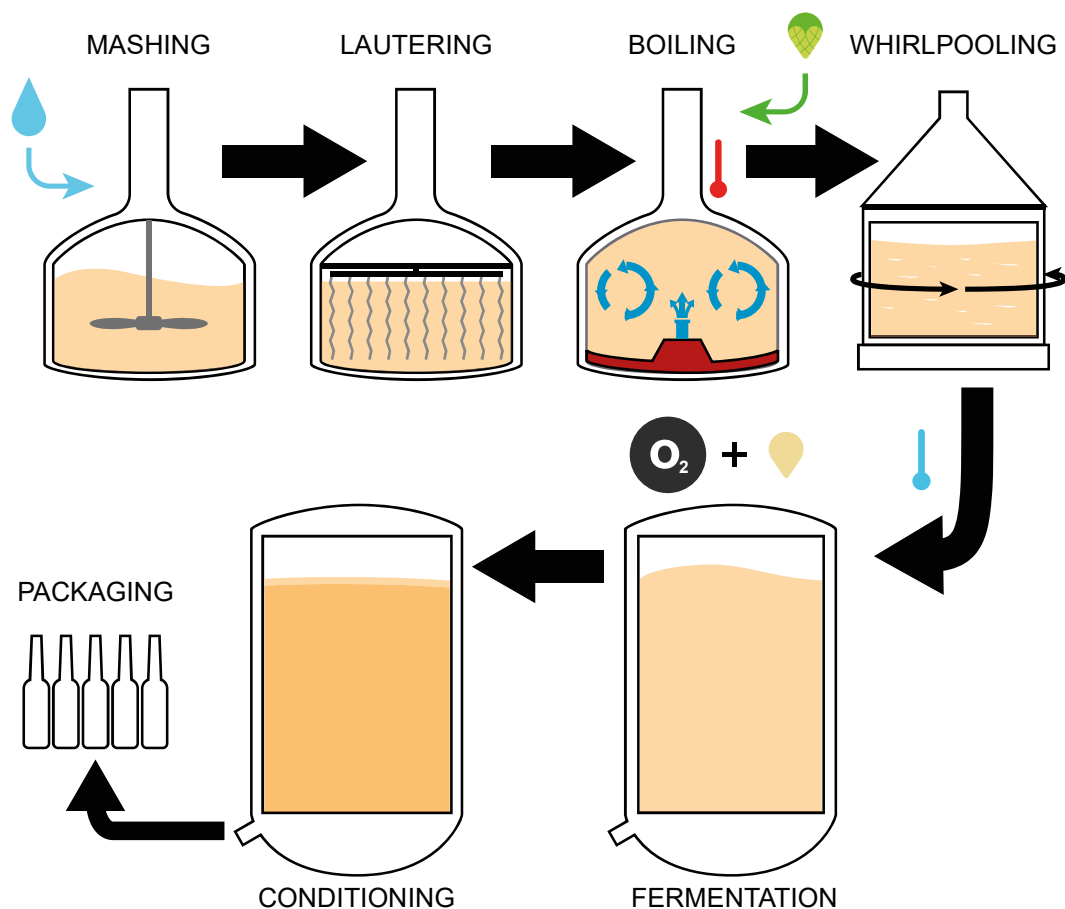 MASHING
LAUTERING
BOILING
WHIRLPOOLING
O₂ +
PACKAGING
CONDITIONING
FERMENTATION